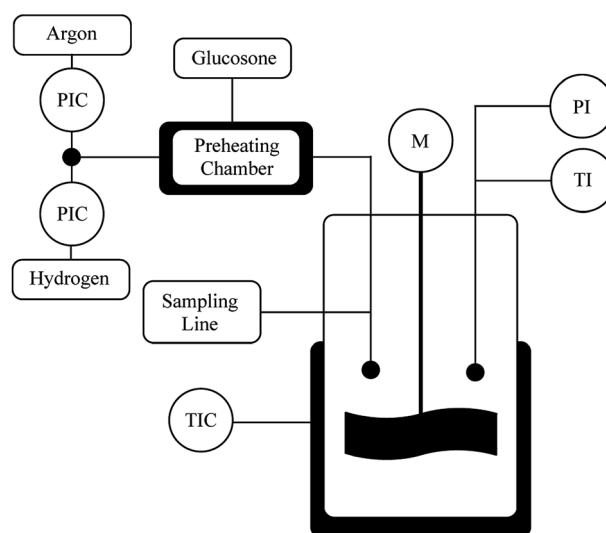 Argon
PIC
Glucosone
Preheating
Chamber
M
PI
TI
PIC
Hydrogen
Sampling
Line
TIC